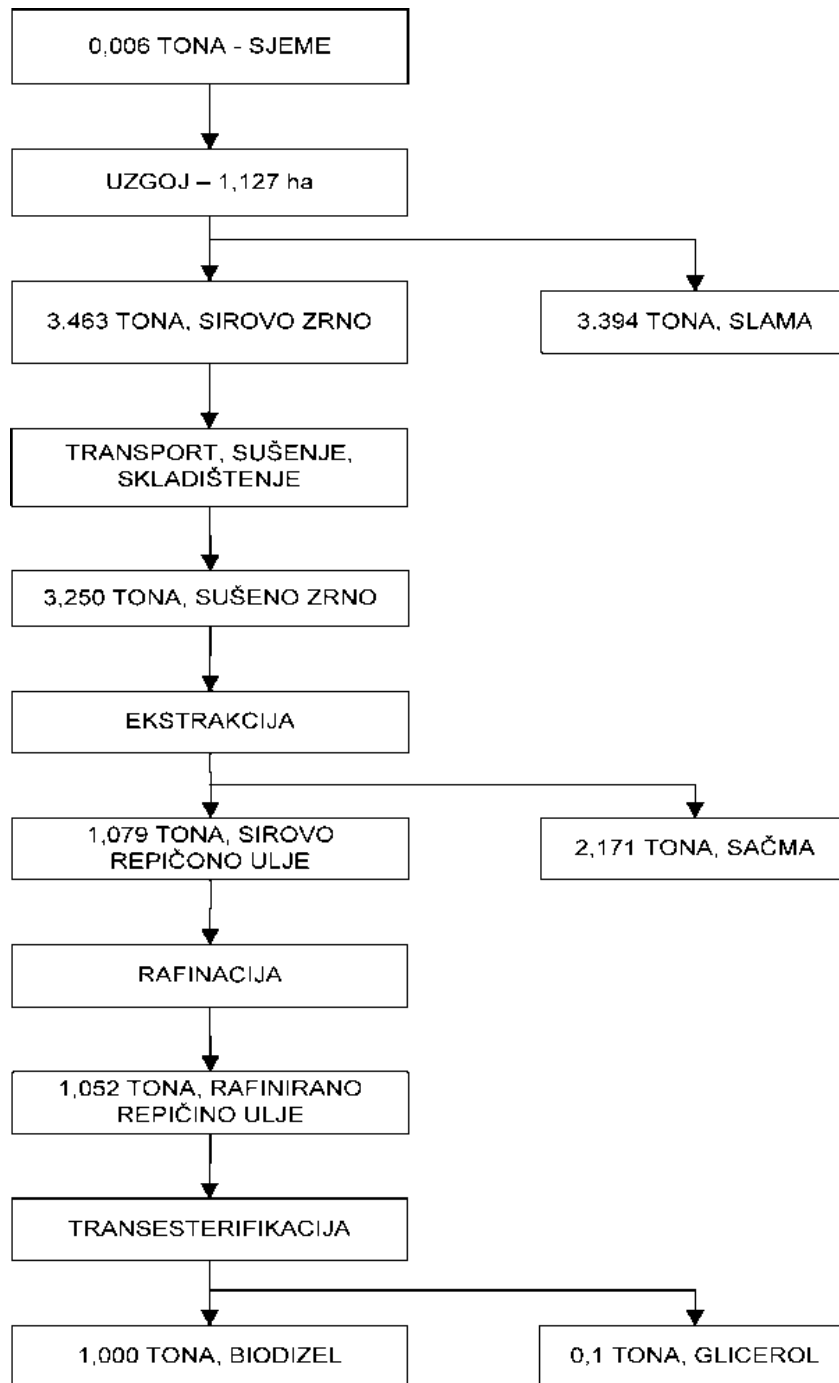 0,006 TONA - SJEME
UZGOJ – 1,127 ha
3.463 TONA, SIROVO ZRNO
3.394 TONA, SLAMA
TRANSPORT, SUŠENJE,
SKLADIŠTENJE
3,250 TONA, SUŠENO ZRNO
EKSTRAKCIJA
1,079 TONA, SIROVO
REPIČONO ULJE
2,171 TONA, SAČMA
RAFINACIJA
1,052 TONA, RAFINIRANO
REPIČINO ULJE
TRANSESTERIFIKACIJA
1,000 TONA, BIODIZEL
0,1 TONA, GLICEROL